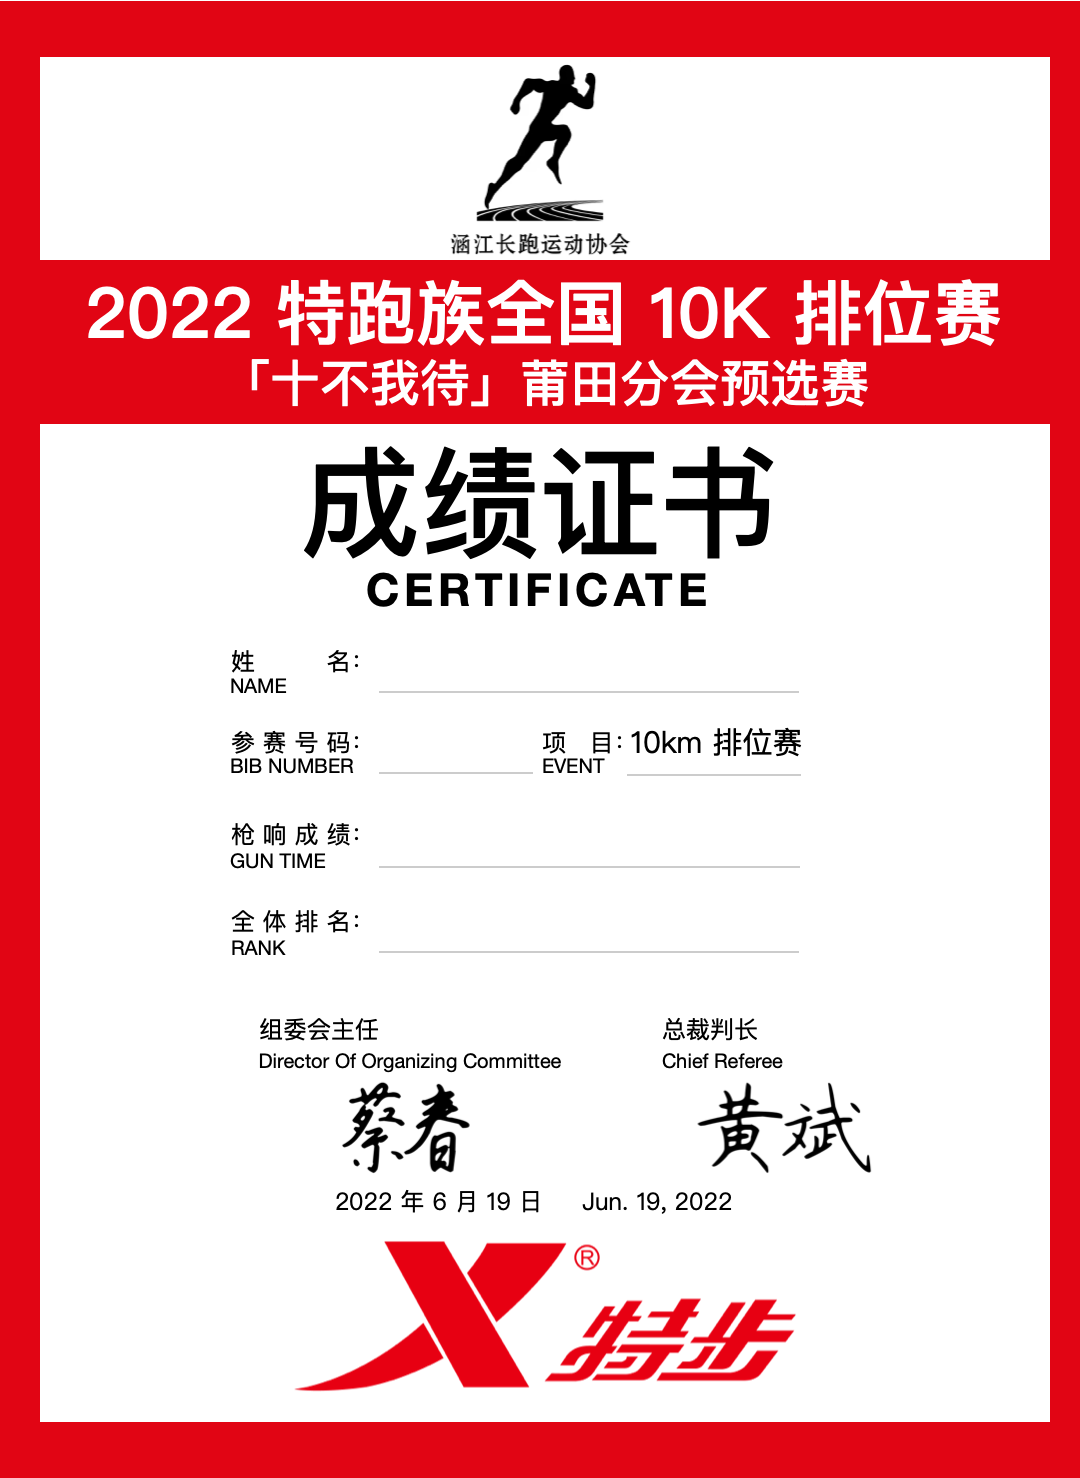 涵江长跑运动协会
2022 特跑族全国 10K 排位赛
「十不我待」莆田分会预选赛
成绩证书
CERTIFICATE
姓名：
NAME
参赛号码： 项目：10km 排位赛
BIB NUMBER EVENT
枪响成绩：
GUN TIME
全体排名：
RANK
组委会主任 总裁判长
Director Of Organizing Committee Chief Referee
蔡春 黄斌
2022 年 6 月 19 日 Jun. 19, 2022
X®特步